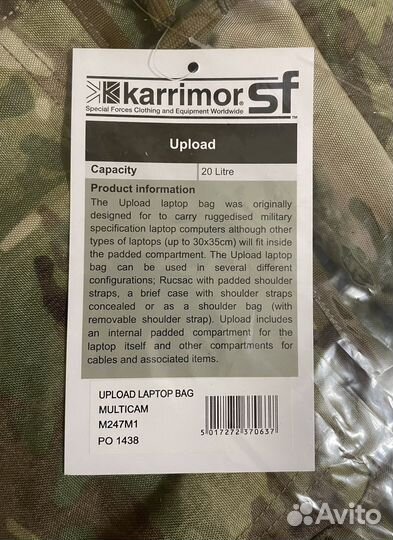 karrimor® sf™
Special Forces Clothing and Equipment Worldwide
Upload
Capacity 20 Litre
Product information
The Upload laptop bag was originally
designed for to carry ruggedised military
specification laptop computers although other
types of laptops (up to 30x35cm) will fit inside
the padded compartment. The Upload laptop
bag can be used in several different
configurations; Rucsac with padded shoulder
straps, a brief case with shoulder straps
concealed or as a shoulder bag (with
removable shoulder strap). Upload includes
an internal padded compartment for the
laptop itself and other compartments for
cables and associated items.
UPLOAD LAPTOP BAG
MULTICAM
M247M1
PO 1438
5 017272 370637
Avito